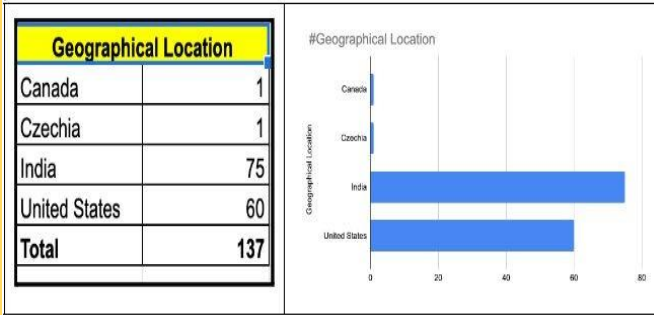 Geographical Location
Canada 1
Czechia 1
India 75
United States 60
Total 137
#Geographical Location
Geographical Location
Canada
Czechia
India
United States
0 20 40 60 80